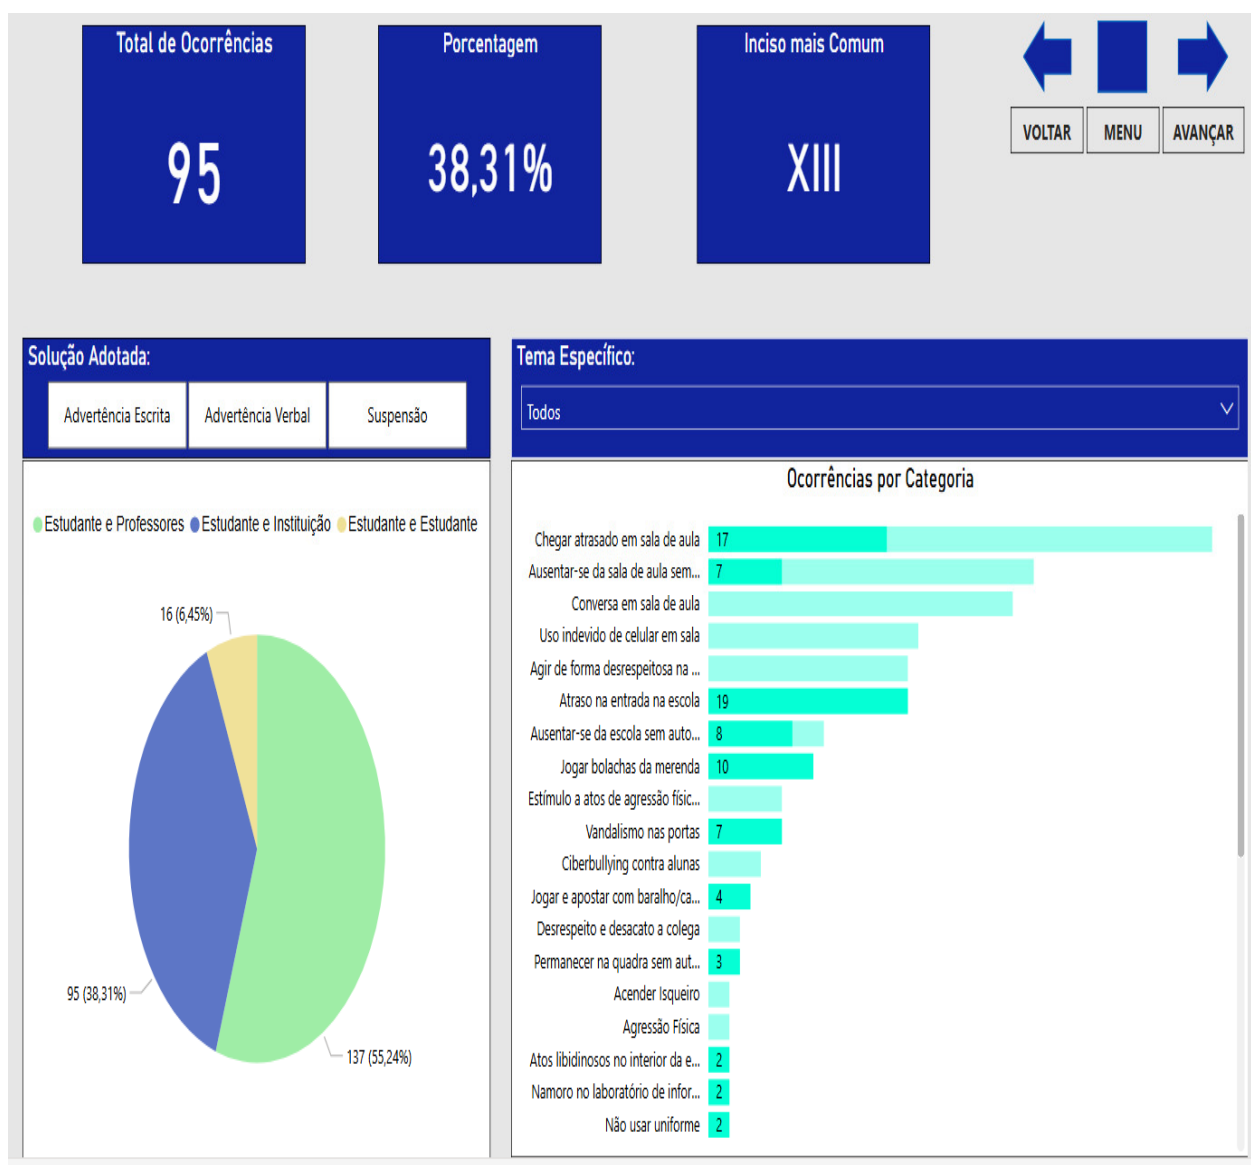 Total de Ocorrências
95
Porcentagem
38,31%
Inciso mais Comum
XIII
VOLTAR
MENU
AVANÇAR
Solução Adotada:
Advertência Escrita
Advertência Verbal
Suspensão
Estudante e Professores Estudante e Instituição Estudante e Estudante
16 (6,45%)
95 (38,31%)
137 (55,24%)
Tema Específico:
Todos
Ocorrências por Categoria
Chegar atrasado em sala de aula 17
Ausentar-se da sala de aula sem... 7
Conversa em sala de aula
Uso indevido de celular em sala
Agir de forma desrespeitosa na ...
Atraso na entrada na escola 19
Ausentar-se da escola sem auto... 8
Jogar bolachas da merenda 10
Estímulo a atos de agressão físic...
Vandalismo nas portas 7
Ciberbullying contra alunas
Jogar e apostar com baralho/ca... 4
Desrespeito e desacato a colega
Permanecer na quadra sem aut... 3
Acender Isqueiro
Agressão Física
Atos libidinosos no interior da e... 2
Namoro no laboratório de infor... 2
Não usar uniforme 2